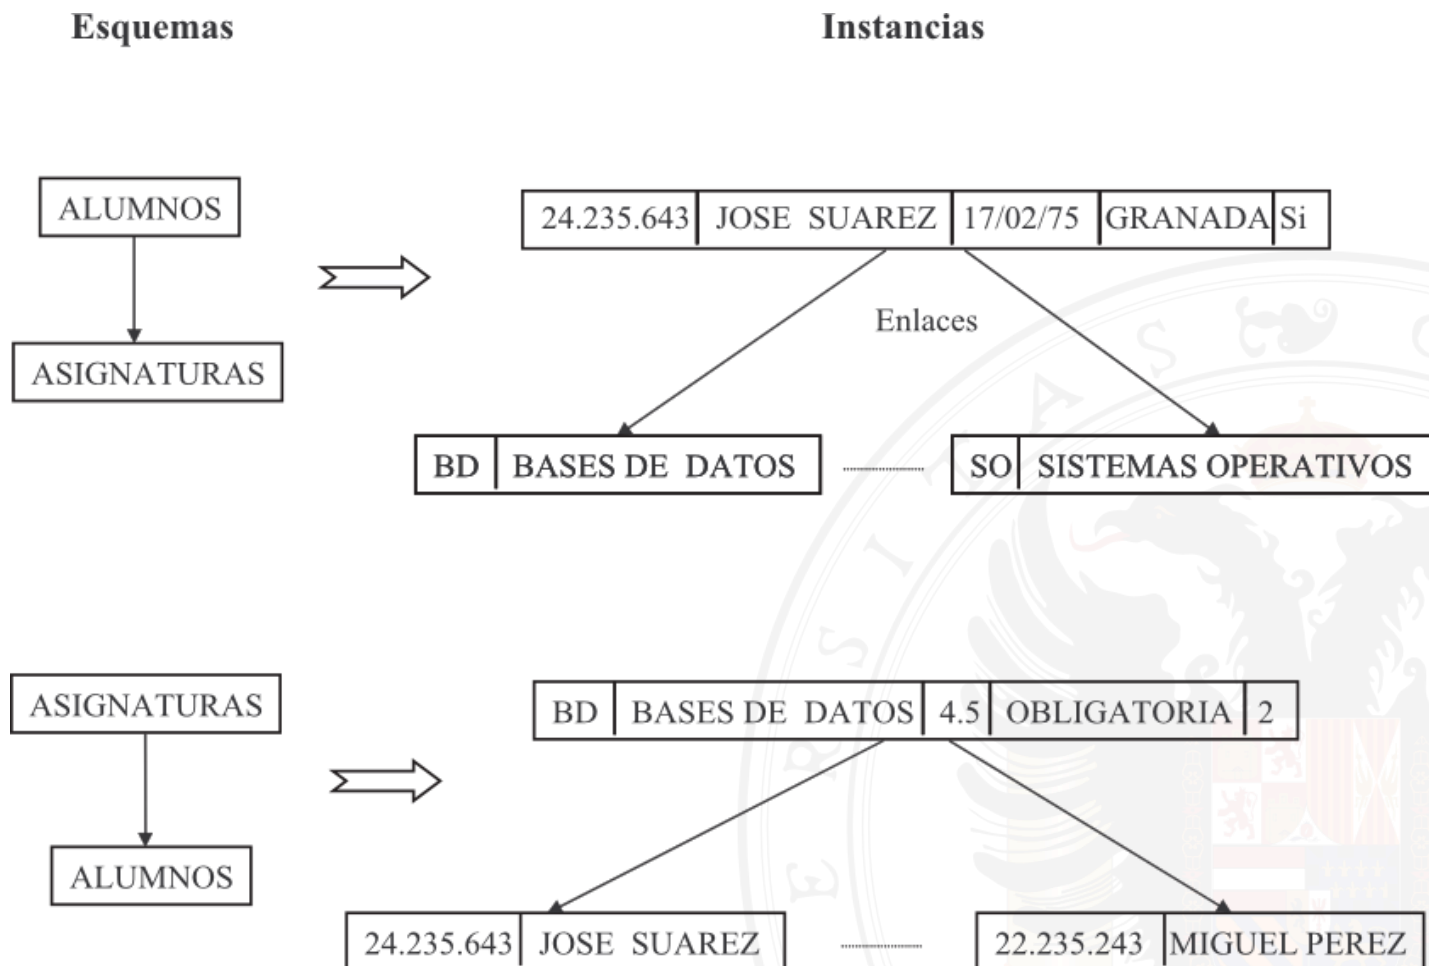 Esquemas
Instancias
ALUMNOS
24.235.643 JOSE SUAREZ 17/02/75 GRANADA Si
Enlaces
ASIGNATURAS
BD BASES DE DATOS
SO SISTEMAS OPERATIVOS
ASIGNATURAS
BD BASES DE DATOS 4.5 OBLIGATORIA 2
ALUMNOS
24.235.643 JOSE SUAREZ
22.235.243 MIGUEL PEREZ